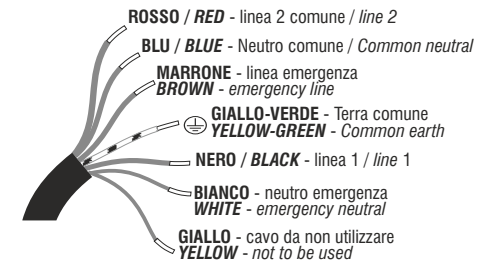 ROSSO / RED - linea 2 comune / line 2
BLU / BLUE - Neutro comune / Common neutral
MARRONE - linea emergenza
BROWN - emergency line
GIALLO-VERDE - Terra comune
YELLOW-GREEN - Common earth
NERO / BLACK - linea 1 / line 1
BIANCO - neutro emergenza
WHITE - emergency neutral
GIALLO - cavo da non utilizzare
YELLOW - not to be used